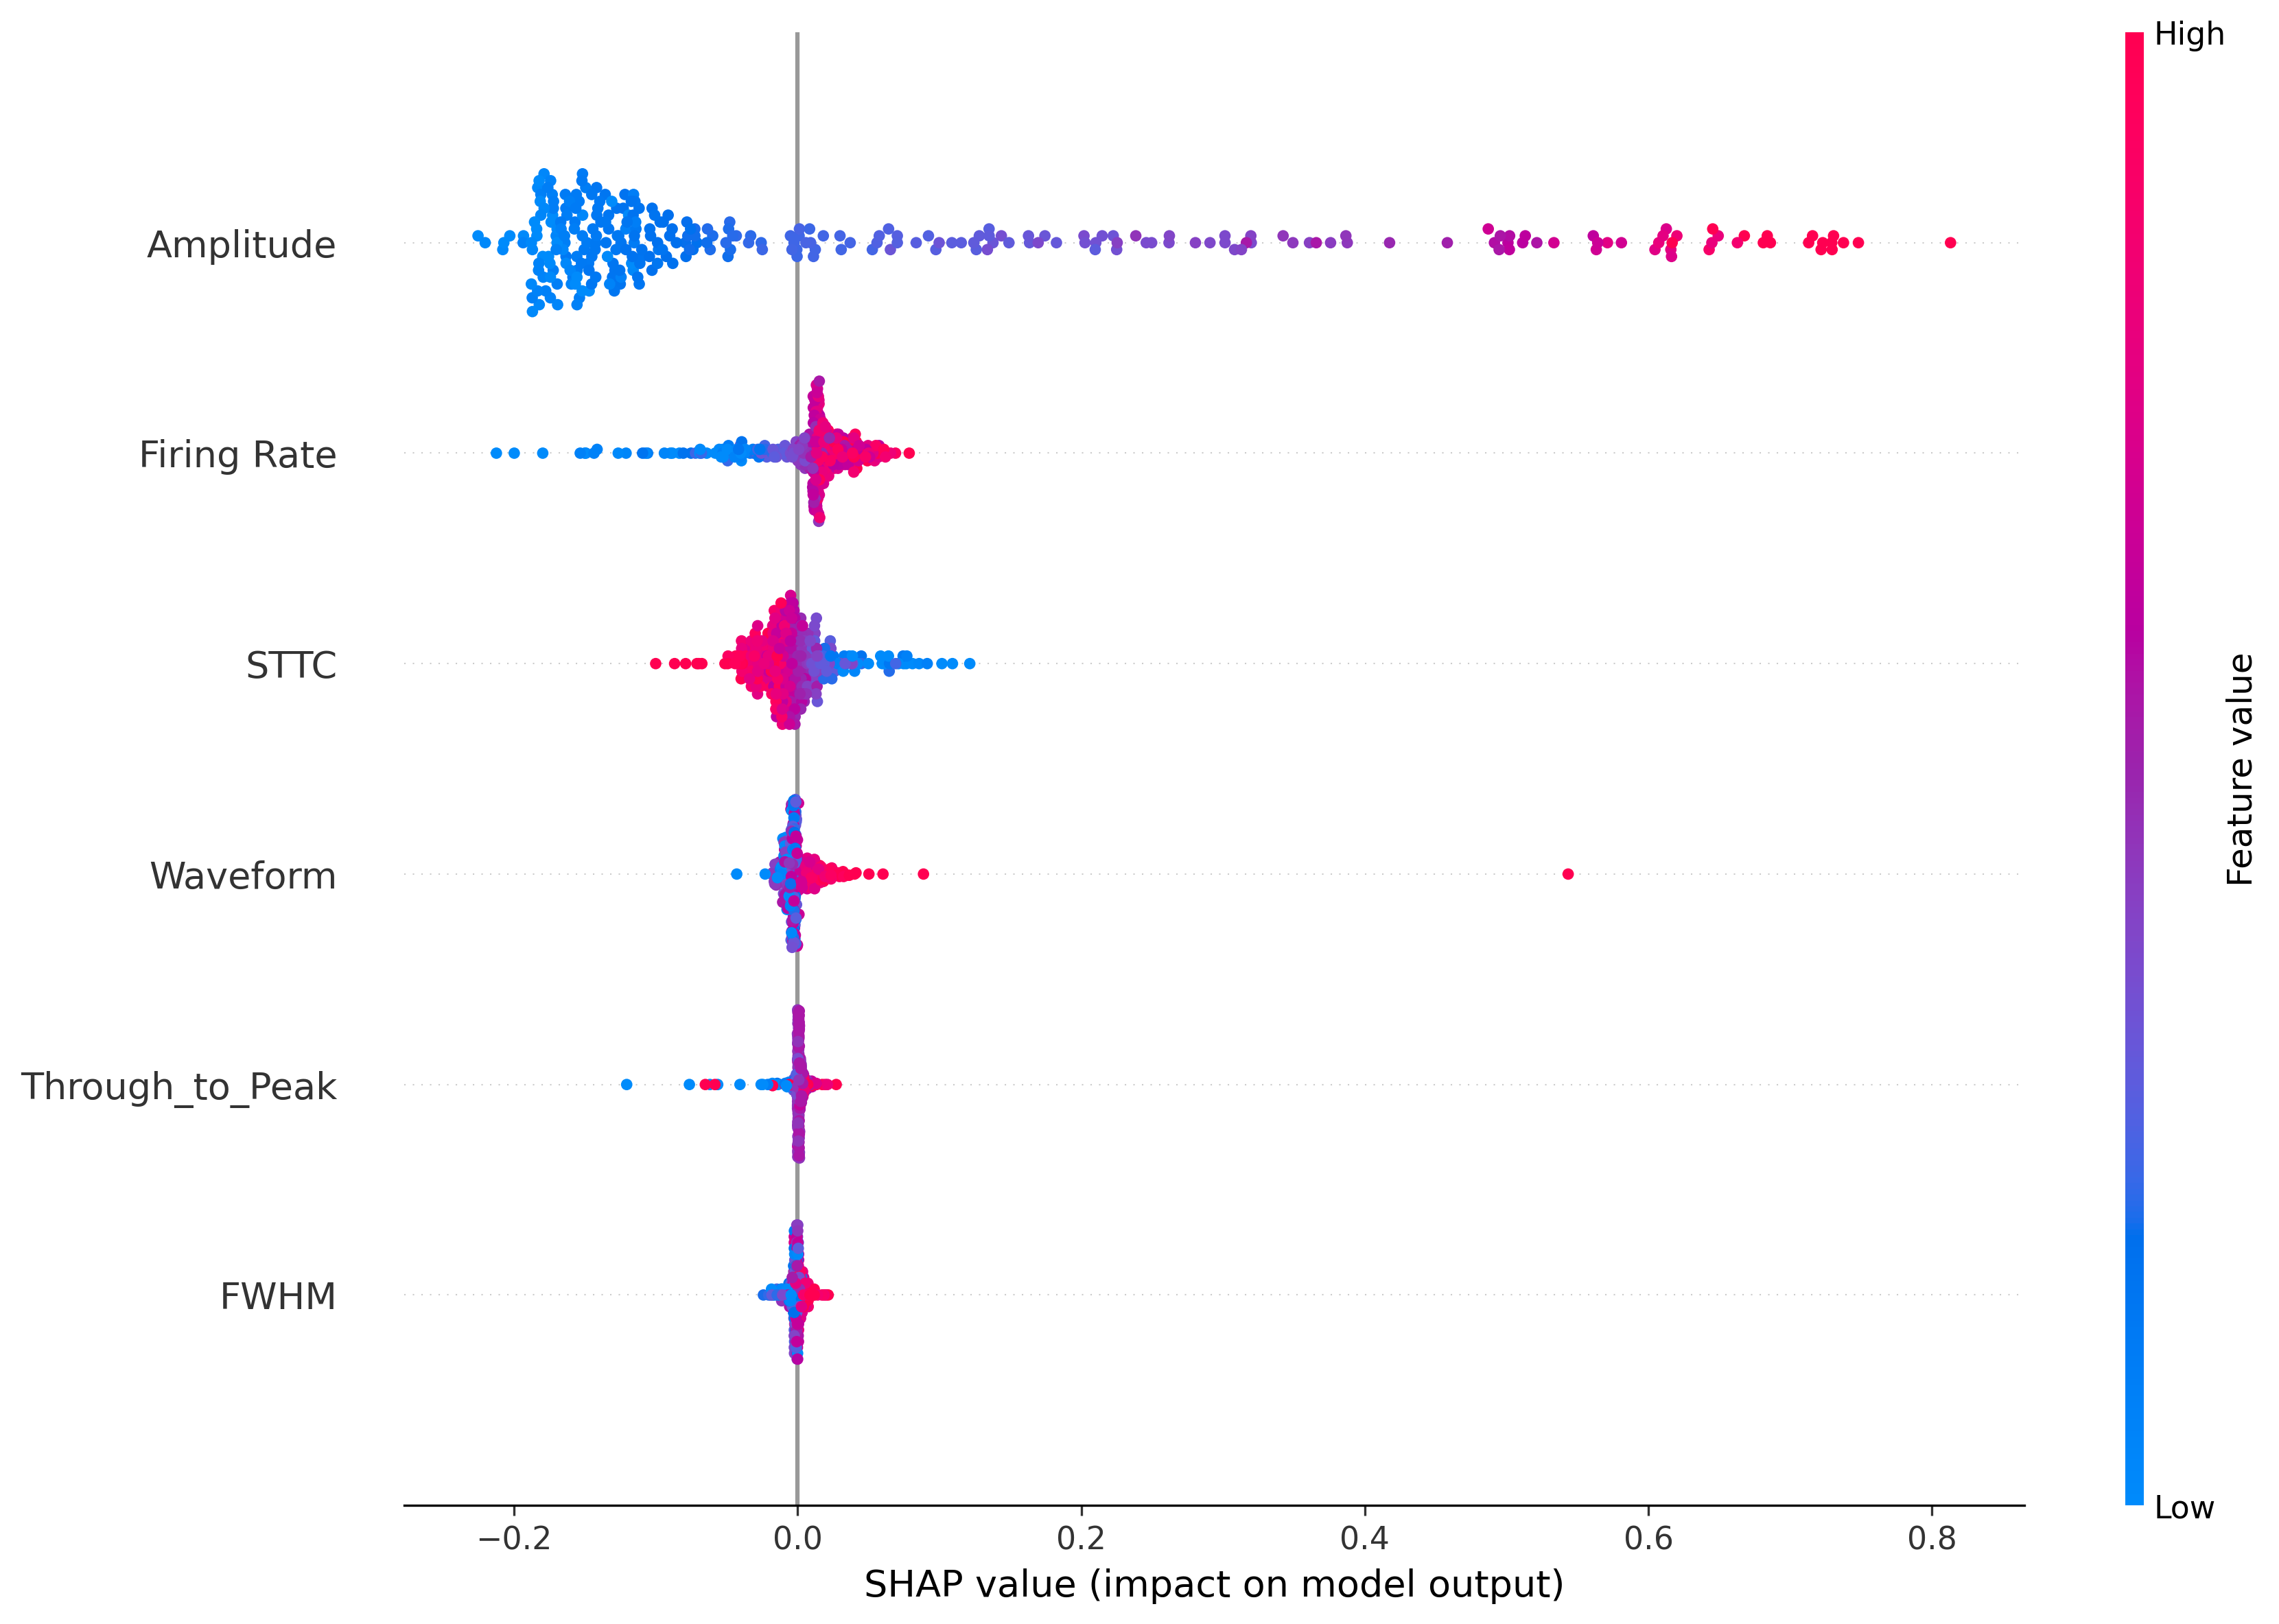 High
Amplitude
Firing Rate
STTC
Waveform
Through_to_Peak
FWHM
Feature value
Low
−0.2 0.0 0.2 0.4 0.6 0.8
SHAP value (impact on model output)